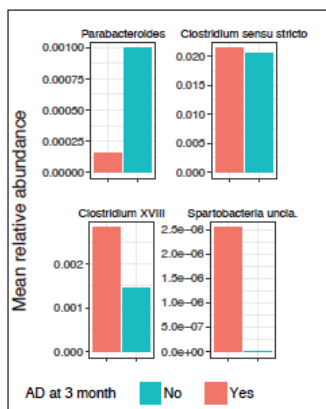 Parabacteroides
0.00100
0.00075
0.00050
0.00025
0.00000
Clostridium sensu stricto
0.020
0.015
0.010
0.005
0.000
Clostridium XVIII
0.002
0.001
0.000
Spartobacteria uncla.
2.5e-06
2.0e-06
1.5e-06
1.0e-06
5.0e-07
0.0e+00
Mean relative abundance
AD at 3 month No Yes